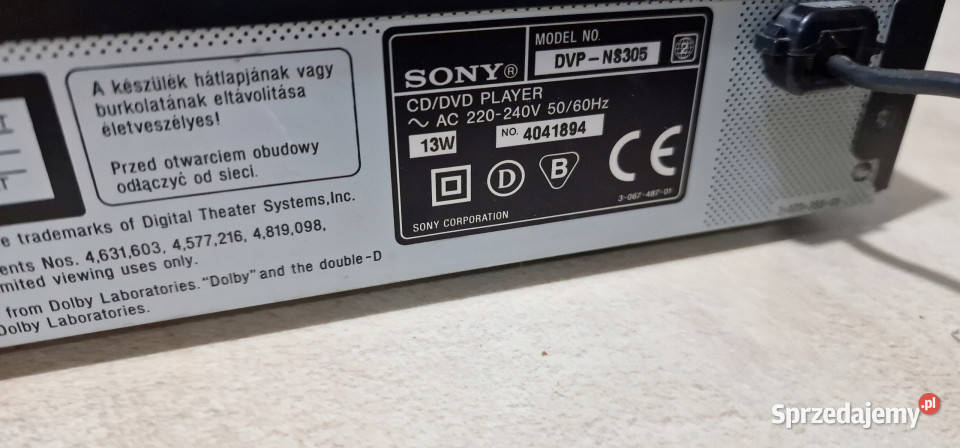 A készülék hátlapjának vagy
burkolatának eltávolítása
életveszélyes!
Przed otwarciem obudowy
odłączyć od sieci.
e trademarks of Digital Theater Systems,Inc.
ents Nos. 4,631,603, 4,577,216, 4,819,098,
mited viewing uses only.
from Dolby Laboratories. "Dolby" and the double-D
Dolby Laboratories.
SONY®
MODEL NO.
DVP-NS305
2
CD/DVD PLAYER
~ AC 220-240V 50/60Hz
13W
NO. 4041894
D
B
CE
3-067-487-01
SONY CORPORATION
Sprzedajemy.pl